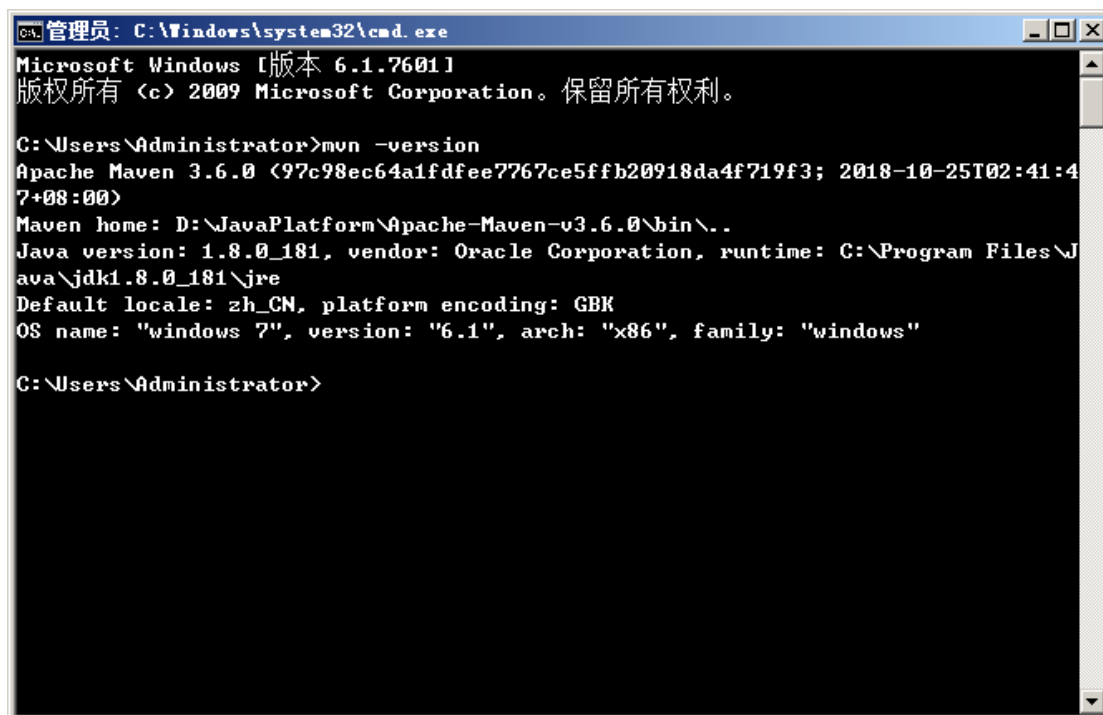 管理员: C:\Windows\system32\cmd.exe
Microsoft Windows [版本 6.1.7601]
版权所有 (c) 2009 Microsoft Corporation。保留所有权利。
C:\Users\Administrator>mvn -version
Apache Maven 3.6.0 (97c98ec64a1fdfee7767ce5ffb20918da4f719f3; 2018-10-25T02:41:4
7+08:00)
Maven home: D:\JavaPlatform\Apache-Maven-v3.6.0\bin\..
Java version: 1.8.0_181, vendor: Oracle Corporation, runtime: C:\Program Files\J
ava\jdk1.8.0_181\jre
Default locale: zh_CN, platform encoding: GBK
OS name: "windows 7", version: "6.1", arch: "x86", family: "windows"
C:\Users\Administrator>